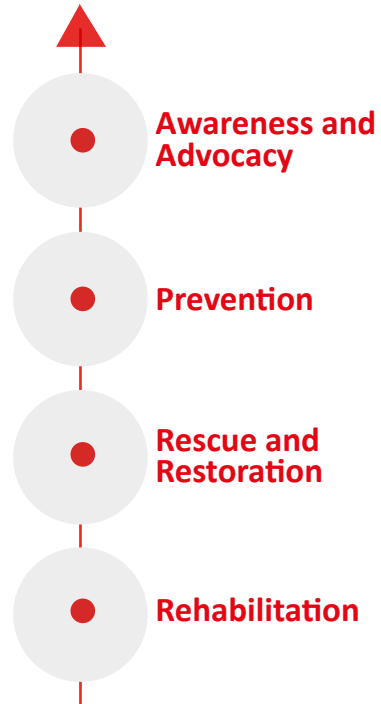 Awareness and
Advocacy
Prevention
Rescue and
Restoration
Rehabilitation